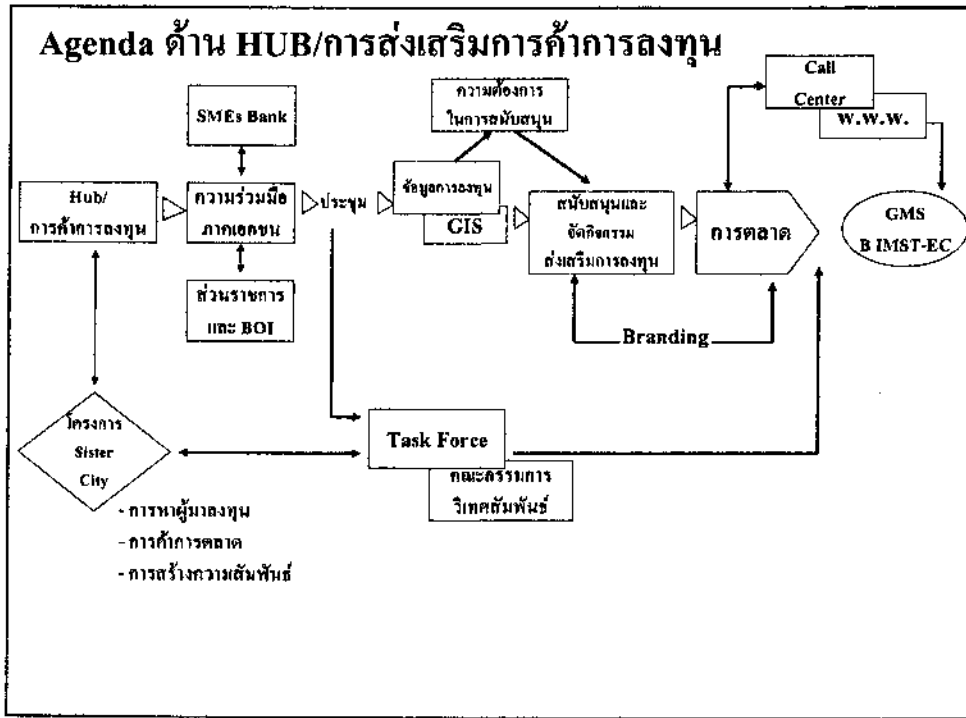 Agenda ด้าน HUB/การส่งเสริมการค้าการลงทุน
Call
Center
W.W.W.
ความต้องการ
ในการสนับสนุน
SMEs Bank
Hub/
การค้าการลงทุน
ความร่วมมือ
ภาคเอกชน
ประชุม
ข้อมูลการลงทุน
GIS
สนับสนุนและ
จัดกิจกรรม
ส่งเสริมการลงทุน
การตลาด
GMS
B IMST-EC
ส่วนราชการ
และ BOI
Branding
โครงการ
Sister
City
Task Force
คณะกรรมการ
วิเทศสัมพันธ์
- การหาผู้มาลงทุน
- การค้าการตลาด
- การสร้างความสัมพันธ์